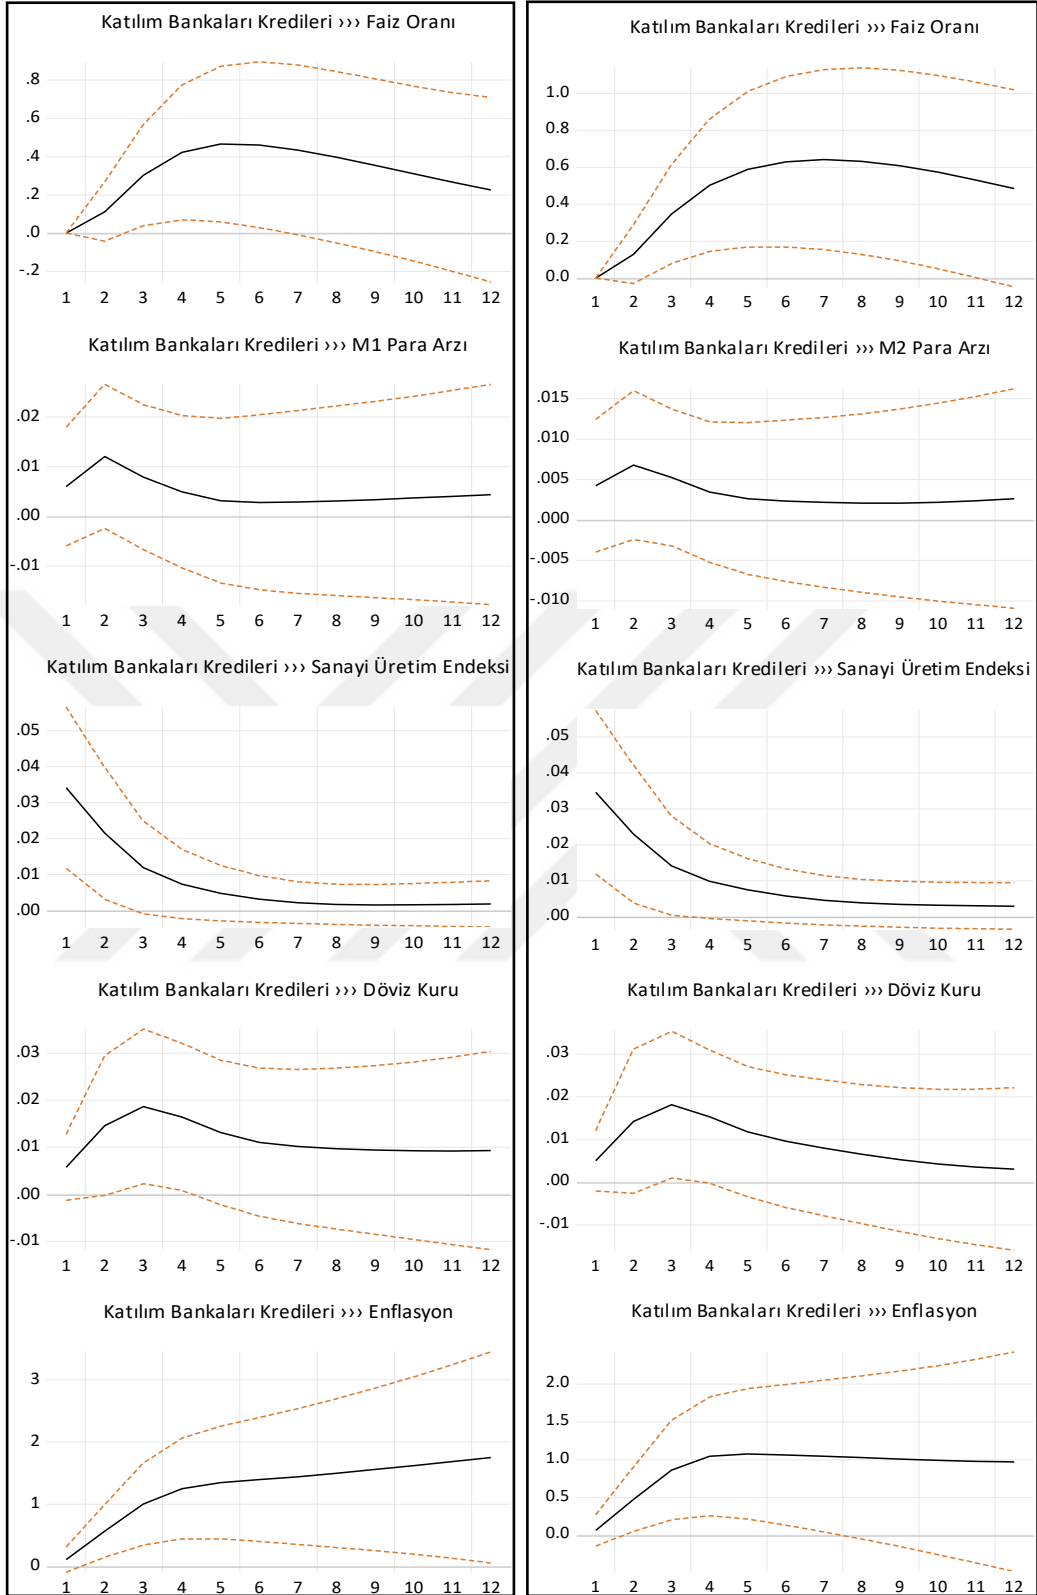 Katılım Bankaları Kredileri ››› Faiz Oranı
.8
.6
.4
.2
.0
-.2
1 2 3 4 5 6 7 8 9 10 11 12
Katılım Bankaları Kredileri ››› M1 Para Arzı
.02
.01
.00
-.01
1 2 3 4 5 6 7 8 9 10 11 12
Katılım Bankaları Kredileri ››› Sanayi Üretim Endeksi
.05
.04
.03
.02
.01
.00
1 2 3 4 5 6 7 8 9 10 11 12
Katılım Bankaları Kredileri ››› Döviz Kuru
.03
.02
.01
.00
-.01
1 2 3 4 5 6 7 8 9 10 11 12
Katılım Bankaları Kredileri ››› Enflasyon
3
2
1
0
1 2 3 4 5 6 7 8 9 10 11 12
Katılım Bankaları Kredileri ››› Faiz Oranı
1.0
0.8
0.6
0.4
0.2
0.0
1 2 3 4 5 6 7 8 9 10 11 12
Katılım Bankaları Kredileri ››› M2 Para Arzı
.015
.010
.005
.000
-.005
-.010
1 2 3 4 5 6 7 8 9 10 11 12
Katılım Bankaları Kredileri ››› Sanayi Üretim Endeksi
.05
.04
.03
.02
.01
.00
1 2 3 4 5 6 7 8 9 10 11 12
Katılım Bankaları Kredileri ››› Döviz Kuru
.03
.02
.01
.00
-.01
1 2 3 4 5 6 7 8 9 10 11 12
Katılım Bankaları Kredileri ››› Enflasyon
2.0
1.5
1.0
0.5
0.0
1 2 3 4 5 6 7 8 9 10 11 12